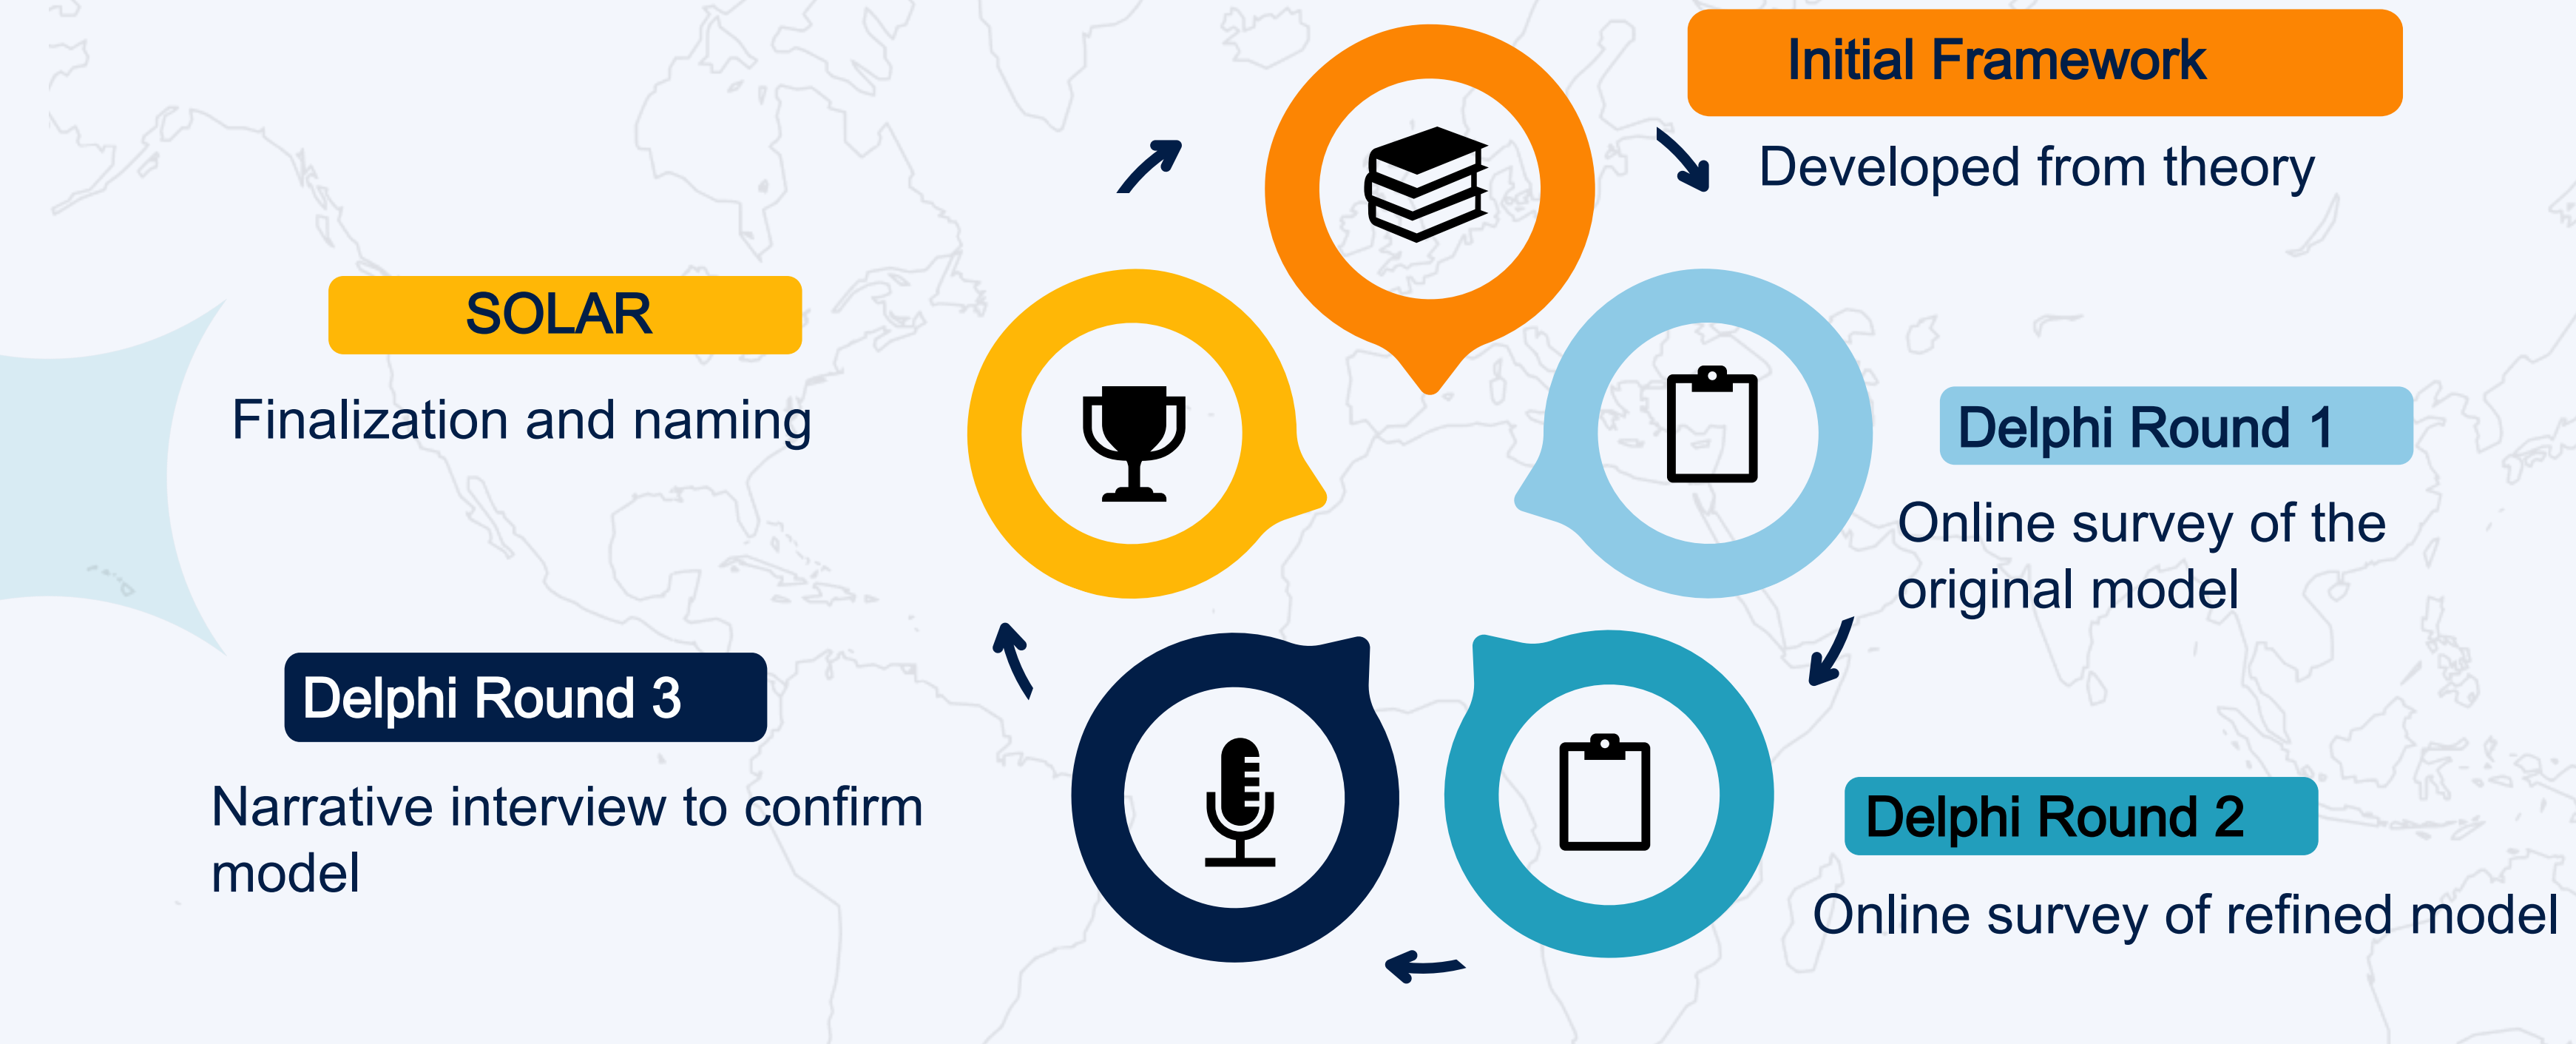 Initial Framework
Developed from theory
Delphi Round 1
Online survey of the
original model
Delphi Round 2
Online survey of refined model
Delphi Round 3
Narrative interview to confirm
model
SOLAR
Finalization and naming